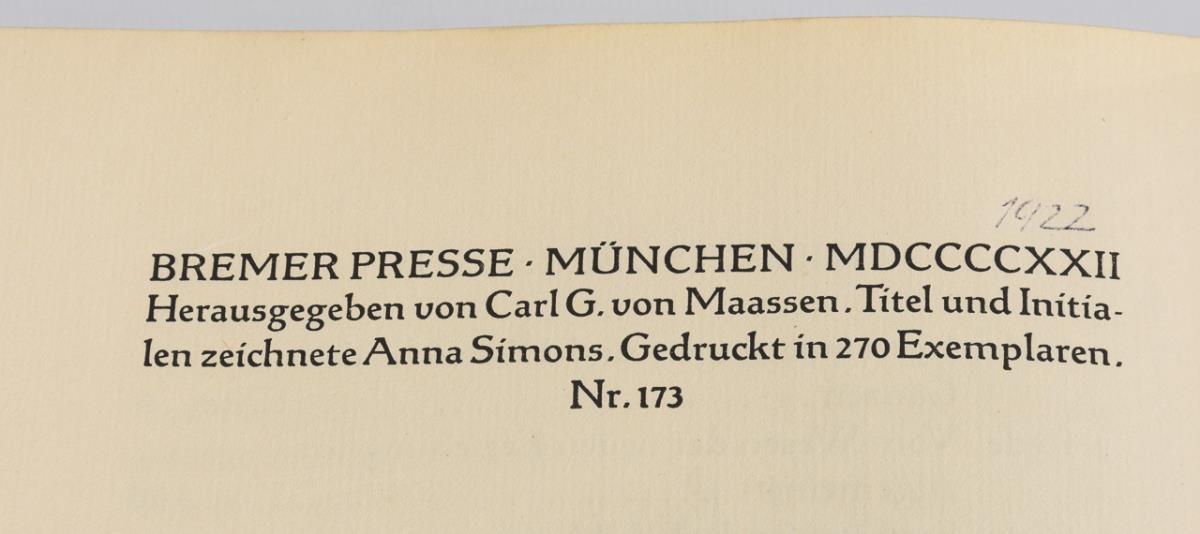 1922
BREMER PRESSE · MÜNCHEN · MDCCCCXXII
Herausgegeben von Carl G. von Maassen. Titel und Initia-
len zeichnete Anna Simons. Gedruckt in 270 Exemplaren.
Nr. 173